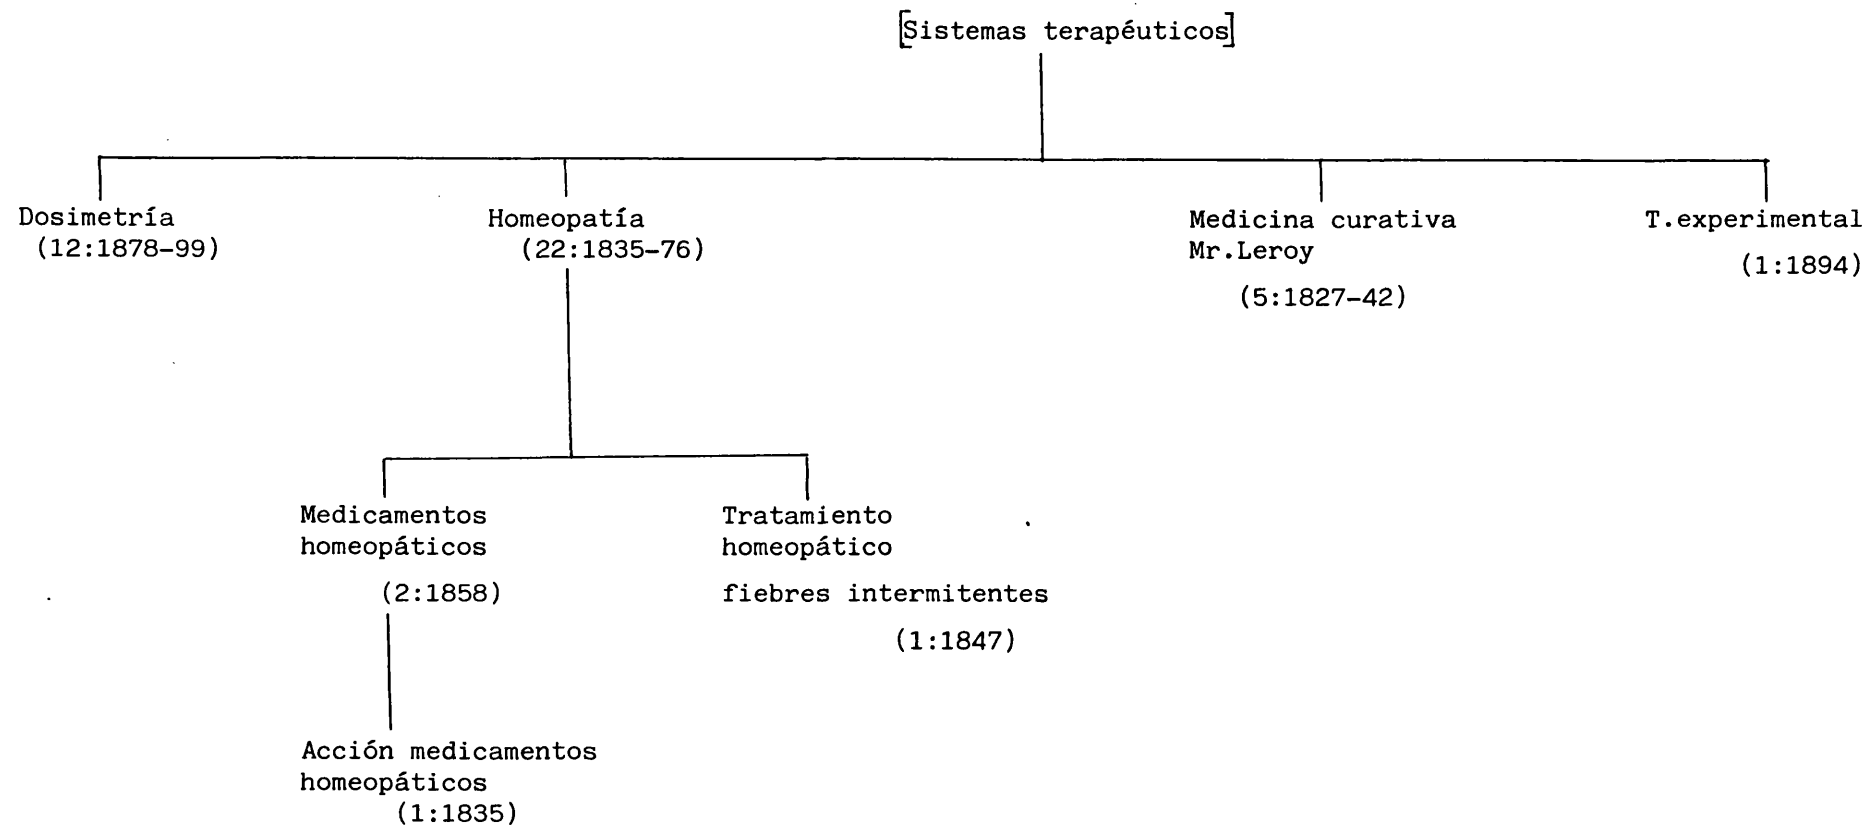 [Sistemas terapéuticos]
Dosimetría
(12:1878-99)
Homeopatía
(22:1835-76)
Medicina curativa
Mr.Leroy
(5:1827-42)
T.experimental
(1:1894)
Medicamentos
homeopáticos
(2:1858)
Tratamiento
homeopático
fiebres intermitentes
(1:1847)
Acción medicamentos
homeopáticos
(1:1835)